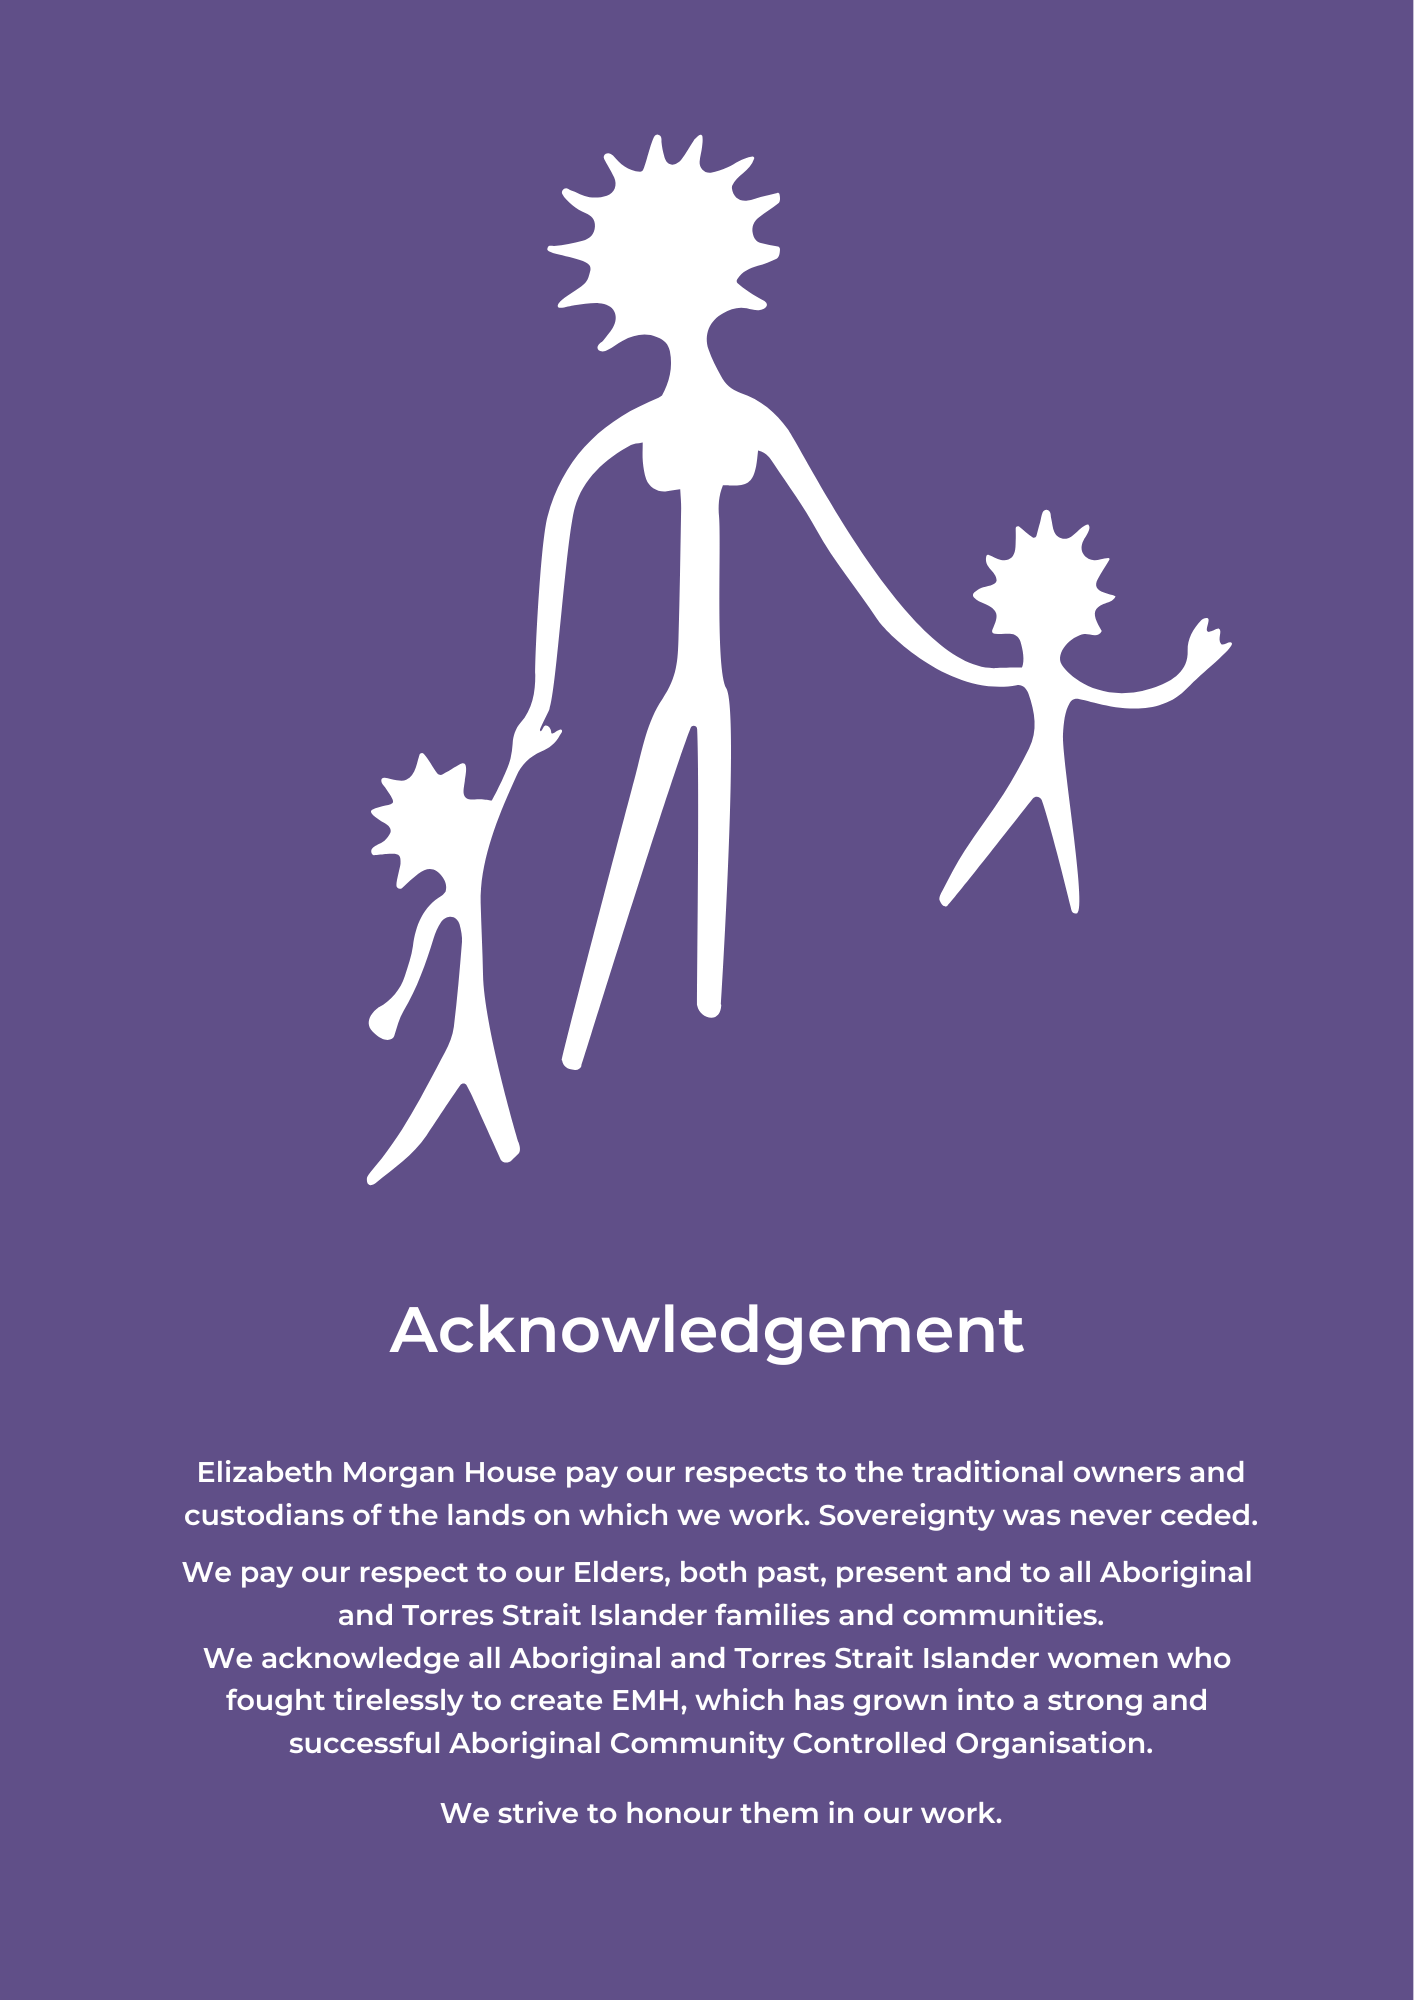 Acknowledgement
Elizabeth Morgan House pay our respects to the traditional owners and
custodians of the lands on which we work. Sovereignty was never ceded.
We pay our respect to our Elders, both past, present and to all Aboriginal
and Torres Strait Islander families and communities.
We acknowledge all Aboriginal and Torres Strait Islander women who
fought tirelessly to create EMH, which has grown into a strong and
successful Aboriginal Community Controlled Organisation.
We strive to honour them in our work.